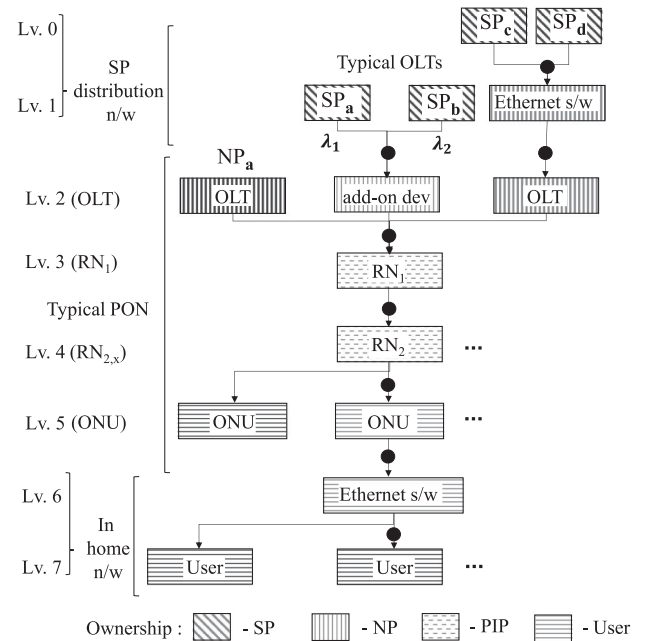 Lv. 0
SP
distribution
n/w
Lv. 1
Typical OLTs
SPc
SPd
SPa
SPb
Ethernet s/w
λ1
λ2
NPa
Lv. 2 (OLT)
OLT
add-on dev
OLT
Lv. 3 (RN1)
RN1
Typical PON
Lv. 4 (RN2,x)
RN2
...
Lv. 5 (ONU)
ONU
ONU
...
Lv. 6
Ethernet s/w
In
home
n/w
Lv. 7
User
User
...
Ownership : - SP - NP - PIP - User